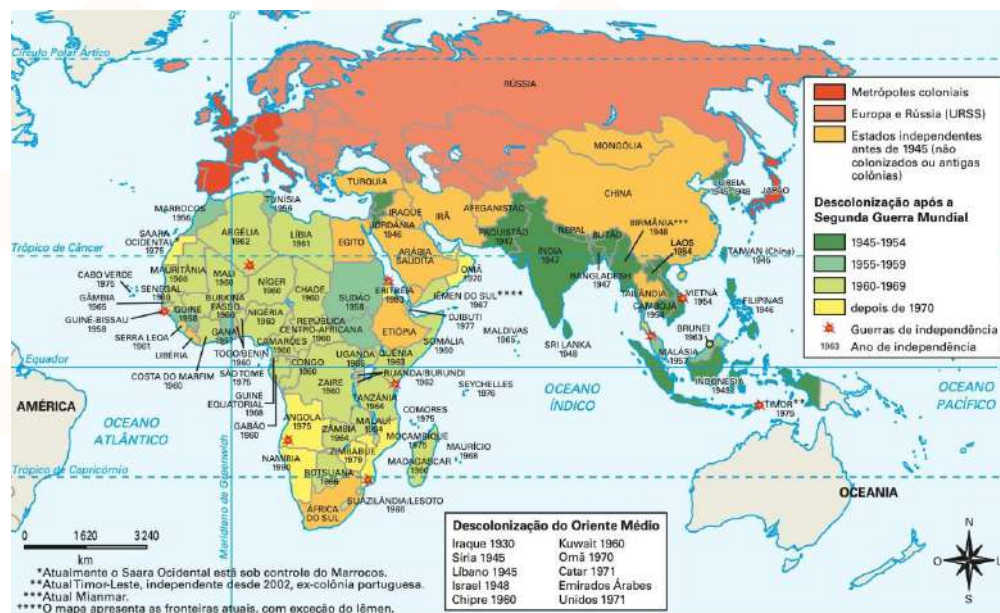 0°
Círculo Polar Ártico
RÚSSIA
MONGÓLIA
CHINA
TURQUIA
TUNÍSIA
1956
MARROCOS
1956
SAARA
OCIDENTAL*
1975
Trópico de Câncer
ARGÉLIA
1962
LÍBIA
1961
EGITO
IRAQUE
JORDÂNIA
1946
IRÃ
AFEGANISTÃO
ARÁBIA
SAUDITA
OMÃ
1970
PAQUISTÃO
1947
NEPAL
BUTÃO
ÍNDIA
1947
BANGLADESH
1947
BIRMÂNIA***
1948
LAOS
1954
COREIA
1945-1948
JAPÃO
TAIWAN (China)
1945
TAILÂNDIA
CAMBOJA
1954
VIETNÃ
1954
FILIPINAS
1946
BRUNEI
1963
MALÁSIA
1957
INDONÉSIA
1949
TIMOR**
1975
SRI LANKA
1948
MALDIVAS
1965
CABO VERDE
1975
MAURITÂNIA
1960
SENEGAL
1960
GÂMBIA
1965
GUINÉ-BISSAU
1958
GUINÉ
1958
MALI
1960
NÍGER
1960
CHADE
1960
SUDÃO
1956
ERITREIA
1993
IÊMEN DO SUL****
1967
DJIBUTI
1977
BURKINA
FASSO
1960
NIGÉRIA
1960
GANA
1957
SERRA LEOA
1961
LIBÉRIA
COSTA DO MARFIM
1960
TOGO/BENIN
1960
REPÚBLICA
CENTRO-AFRICANA
1960
CAMARÕES
1960
ETIÓPIA
SOMÁLIA
1960
Equador
SÃO TOMÉ
1975
GUINÉ
EQUATORIAL
1968
GABÃO
1960
CONGO
1960
ZAIRE
1960
UGANDA
QUÊNIA
1963
RUANDA/BURUNDI
1962
TANZÂNIA
1964
SEYCHELLES
1976
COMORES
1975
ANGOLA
1975
ZÂMBIA
1964
MALAUÍ
1964
MOÇAMBIQUE
1975
ZIMBÁBUE
1979
MAURÍCIO
1968
MADAGASCAR
1960
NAMÍBIA
1990
BOTSUANA
1966
SUAZILÂNDIA/LESOTO
1966
ÁFRICA
DO SUL
Trópico de Capricórnio
Meridiano de Greenwich
AMÉRICA
OCEANO
ATLÂNTICO
OCEANO
ÍNDICO
OCEANO
PACÍFICO
OCEANIA
Metrópoles coloniais
Europa e Rússia (URSS)
Estados independentes
antes de 1945 (não
colonizados ou antigas
colônias)
Descolonização após a
Segunda Guerra Mundial
1945-1954
1955-1959
1960-1969
depois de 1970
Guerras de independência
1963 Ano de independência
Descolonização do Oriente Médio
Iraque 1930
Síria 1945
Líbano 1945
Israel 1948
Chipre 1960
Kuwait 1960
Omã 1970
Catar 1971
Emirados Árabes
Unidos 1971
0 1620 3240
km
*Atualmente o Saara Ocidental está sob controle do Marrocos.
**Atual Timor-Leste, independente desde 2002, ex-colônia portuguesa.
***Atual Mianmar.
****O mapa apresenta as fronteiras atuais, com exceção do Iêmen.
N
O
L
S